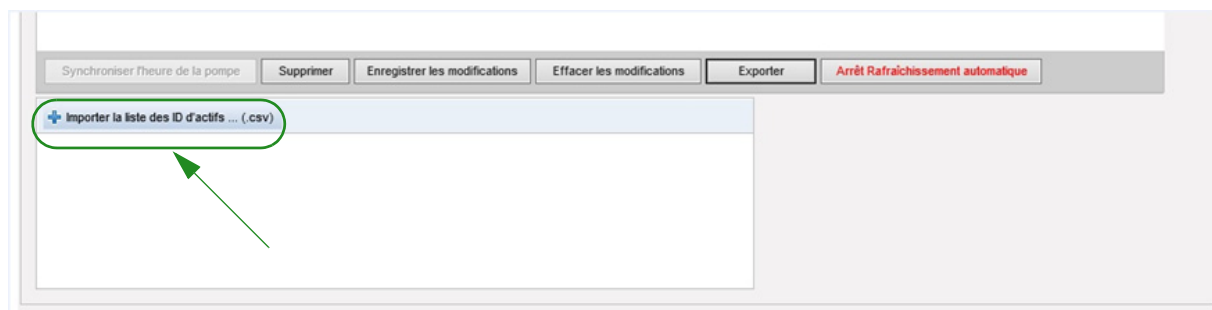 Synchroniser l'heure de la pompe Supprimer Enregistrer les modifications Effacer les modifications Exporter Arrêt Rafraîchissement automatique
Importer la liste des ID d'actifs ... (.csv)